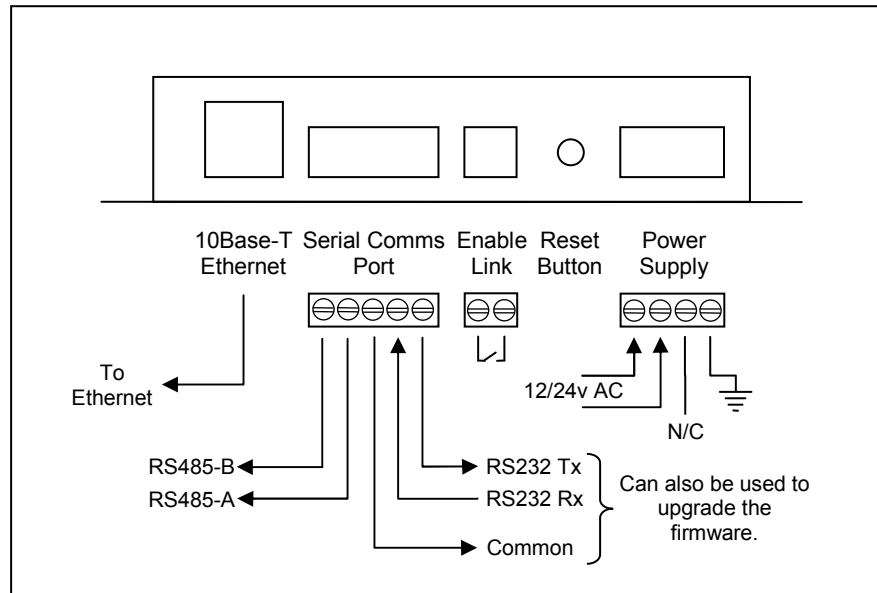 10Base-T
Ethernet
Serial Comms
Port
Enable
Link
Reset
Button
Power
Supply
To
Ethernet
12/24v AC
N/C
RS485-B
RS485-A
RS232 Tx
RS232 Rx
Common
Can also be used to
upgrade the
firmware.